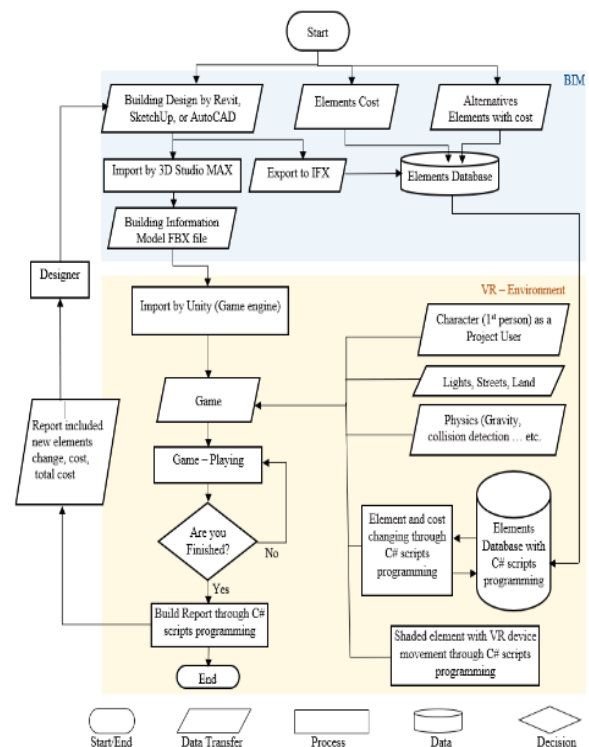 Start
BIM
Building Design by Revit,
SketchUp, or AutoCAD
Elements Cost
Alternatives
Elements with cost
Import by 3D Studio MAX
Export to IFX
Elements Database
Building Information
Model FBX file
Designer
VR – Environment
Import by Unity (Game engine)
Character (1st person) as a
Project User
Lights, Streets, Land
Game
Physics (Gravity,
collision detection … etc.
Report included
new elements
change, cost,
total cost
Game – Playing
Are you
Finished?
No
Yes
Element and cost
changing through
C# scripts
programming
Elements
Database with
C# scripts
programming
Build Report through C#
scripts programming
Shaded element with VR device
movement through C# scripts
programming
End
Start/End
Data Transfer
Process
Data
Decision